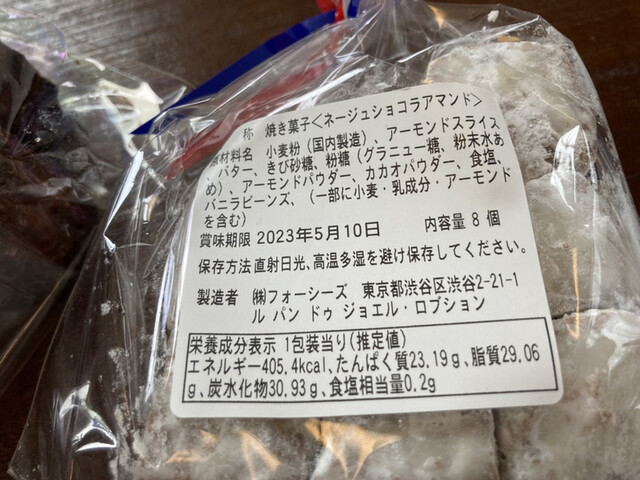 称 焼き菓子<ネージュショコラアマンド>
原材料名 小麦粉(国内製造)、アーモンドスライス
、バター、きび砂糖、粉糖(グラニュー糖、粉末水あ
め)、アーモンドパウダー、カカオパウダー、食塩、
バニラビーンズ、(一部に小麦・乳成分・アーモンド
を含む)
賞味期限 2023年5月10日 内容量 8 個
保存方法 直射日光、高温多湿を避け保存してください。
製造者 ㈱フォーシーズ 東京都渋谷区渋谷2-21-1
ル パン ドゥ ジョエル・ロブション
栄養成分表示 1包装当り(推定値)
エネルギー405.4kcal、たんぱく質23.19g、脂質29.06
g、炭水化物30.93g、食塩相当量0.2g